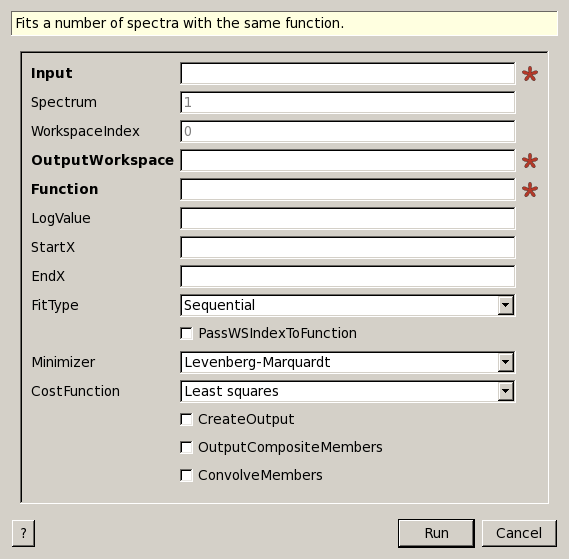 Fits a number of spectra with the same function.
Input
Spectrum 1
WorkspaceIndex 0
OutputWorkspace
Function
LogValue
StartX
EndX
FitType Sequential
PassWSIndexToFunction
Minimizer Levenberg-Marquardt
CostFunction Least squares
CreateOutput
OutputCompositeMembers
ConvolveMembers
? Run Cancel